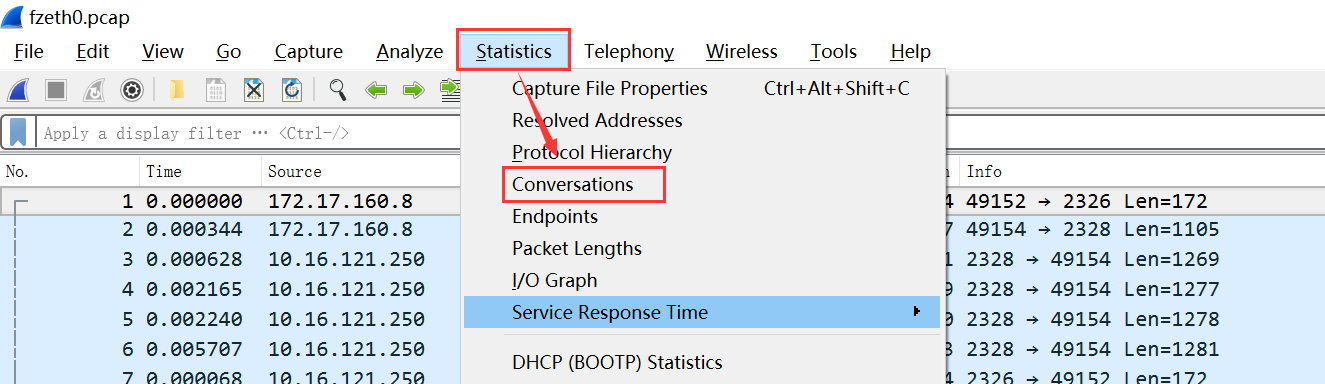 fzeth0.pcap
File Edit View Go Capture Analyze Statistics Telephony Wireless Tools Help
Capture File Properties Ctrl+Alt+Shift+C
Resolved Addresses
Apply a display filter … <Ctrl-/>
Protocol Hierarchy
No. Time Source Info
Conversations
1 0.000000 172.17.160.8 4 49152 → 2326 Len=172
Endpoints
2 0.000344 172.17.160.8 7 49154 → 2328 Len=1105
Packet Lengths
3 0.000628 10.16.121.250 2328 → 49154 Len=1269
I/O Graph
4 0.002165 10.16.121.250 2328 → 49154 Len=1277
Service Response Time
5 0.002240 10.16.121.250 2328 → 49154 Len=1278
6 0.005707 10.16.121.250 2328 → 49154 Len=1281
DHCP (BOOTP) Statistics
7 0.000068 10.16.121.250 4 2326 → 49152 Len=172